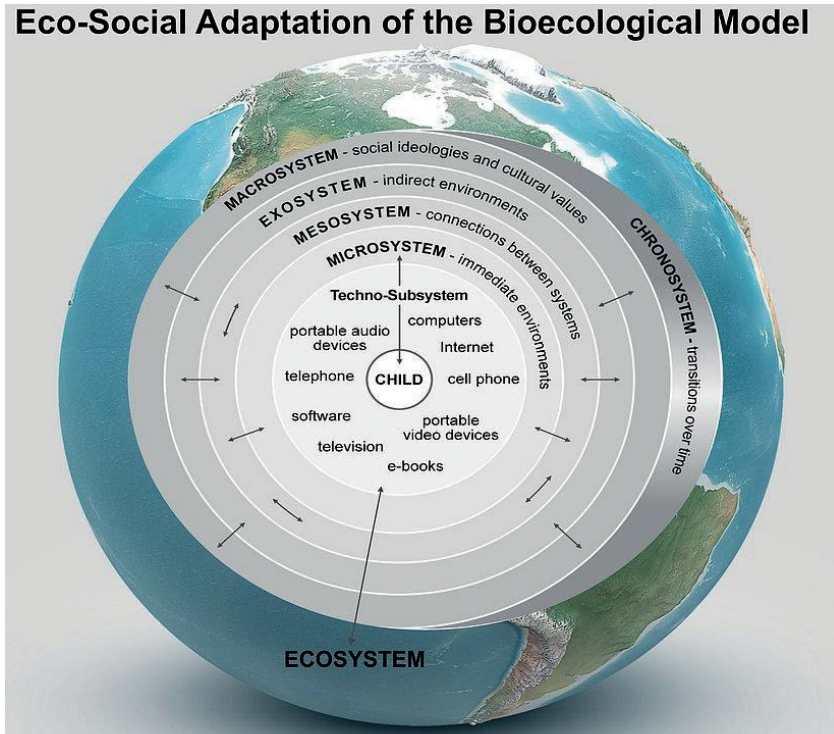 Eco-Social Adaptation of the Bioecological Model
MACROSYSTEM - social ideologies and cultural values
EXOSYSTEM - indirect environments
MESOSYSTEM - connections between systems
MICROSYSTEM - immediate environments
CHRONOSYSTEM - transitions over time
Techno-Subsystem
computers
portable audio
devices
Internet
telephone
CHILD
cell phone
software
portable
video devices
television
e-books
ECOSYSTEM